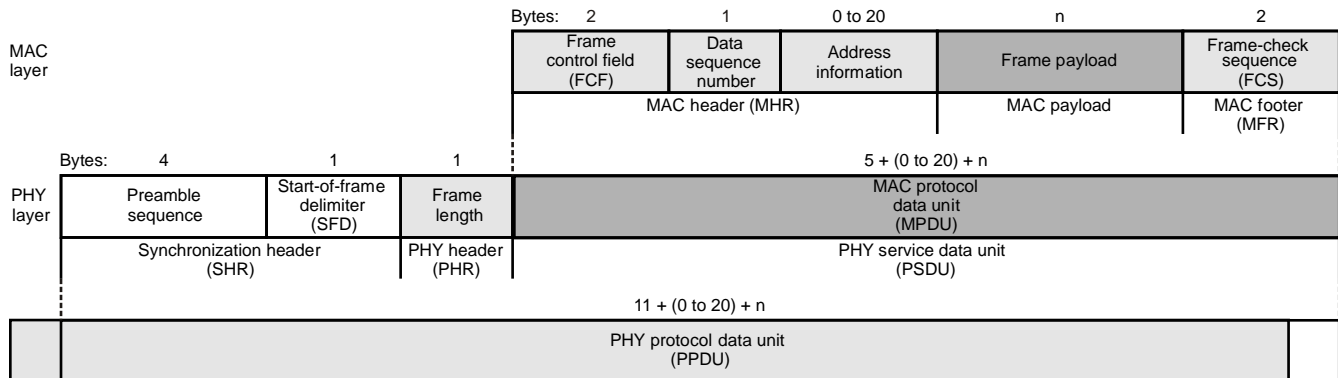 Bytes: 2 1 0 to 20 n 2
MAC
layer
Frame
control field
(FCF)
Data
sequence
number
Address
information
Frame payload
Frame-check
sequence
(FCS)
MAC header (MHR)
MAC payload
MAC footer
(MFR)
Bytes: 4 1 1 5 + (0 to 20) + n
PHY
layer
Preamble
sequence
Start-of-frame
delimiter
(SFD)
Frame
length
MAC protocol
data unit
(MPDU)
Synchronization header
(SHR)
PHY header
(PHR)
PHY service data unit
(PSDU)
11 + (0 to 20) + n
PHY protocol data unit
(PPDU)